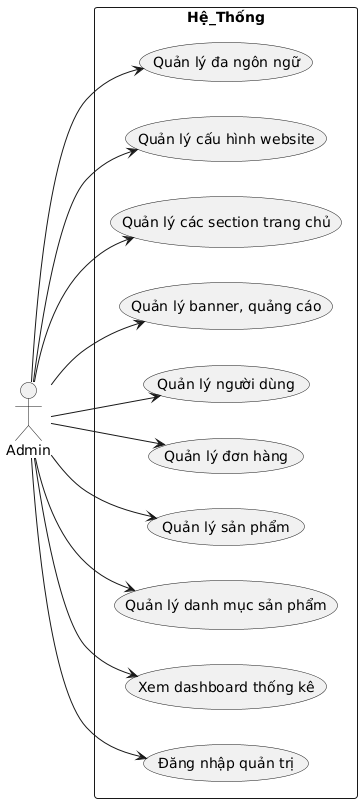 Hệ_Thống
Quản lý đa ngôn ngữ
Quản lý cấu hình website
Quản lý các section trang chủ
Quản lý banner, quảng cáo
Quản lý người dùng
Admin
Quản lý đơn hàng
Quản lý sản phẩm
Quản lý danh mục sản phẩm
Xem dashboard thống kê
Đăng nhập quản trị